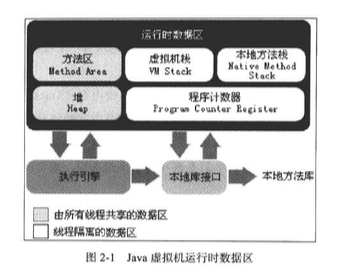 运行时数据区
方法区
Method Area
虚拟机栈
VM Stack
本地方法栈
Native Method
Stack
堆
Heap
程序计数器
Program Counter Register
执行引擎
本地库接口
本地方法库
由所有线程共享的数据区
线程隔离的数据区
图 2-1 Java 虚拟机运行时数据区